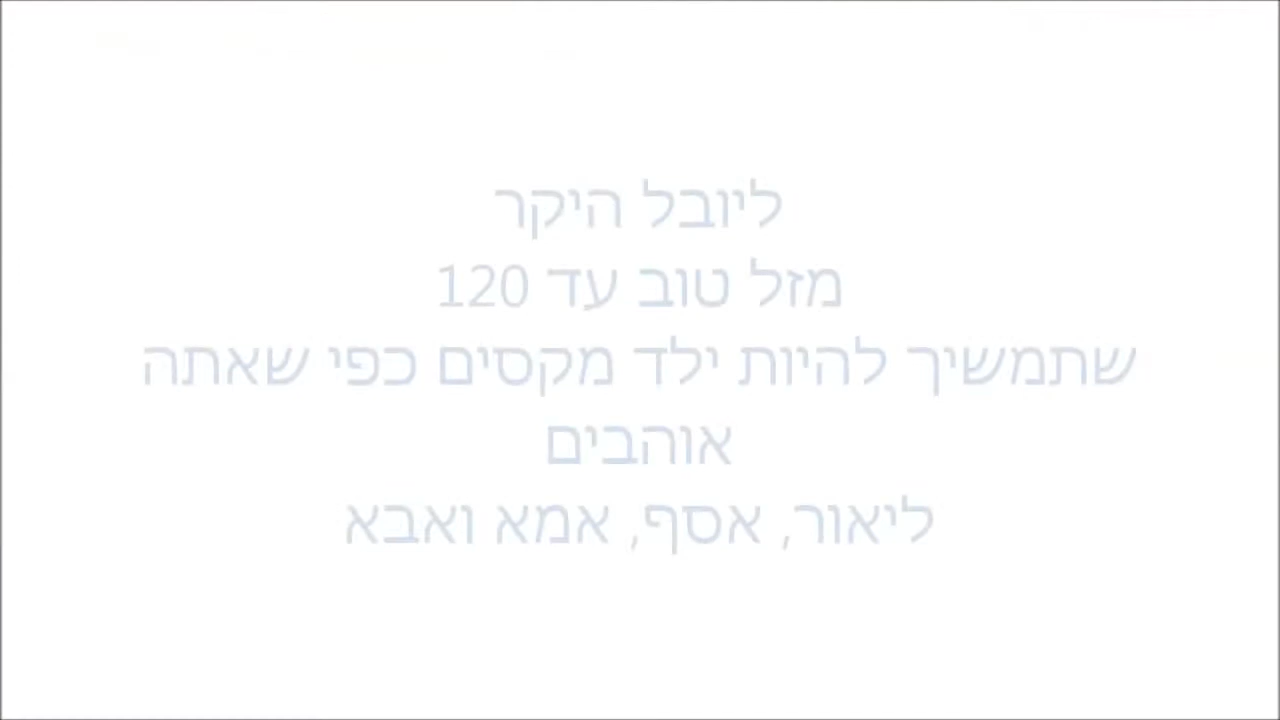 ליובל היקר
מזל טוב עד 120
שתמשיך להיות ילד מקסים כפי שאתה
אוהבים
ליאור, אסף, אמא ואבא